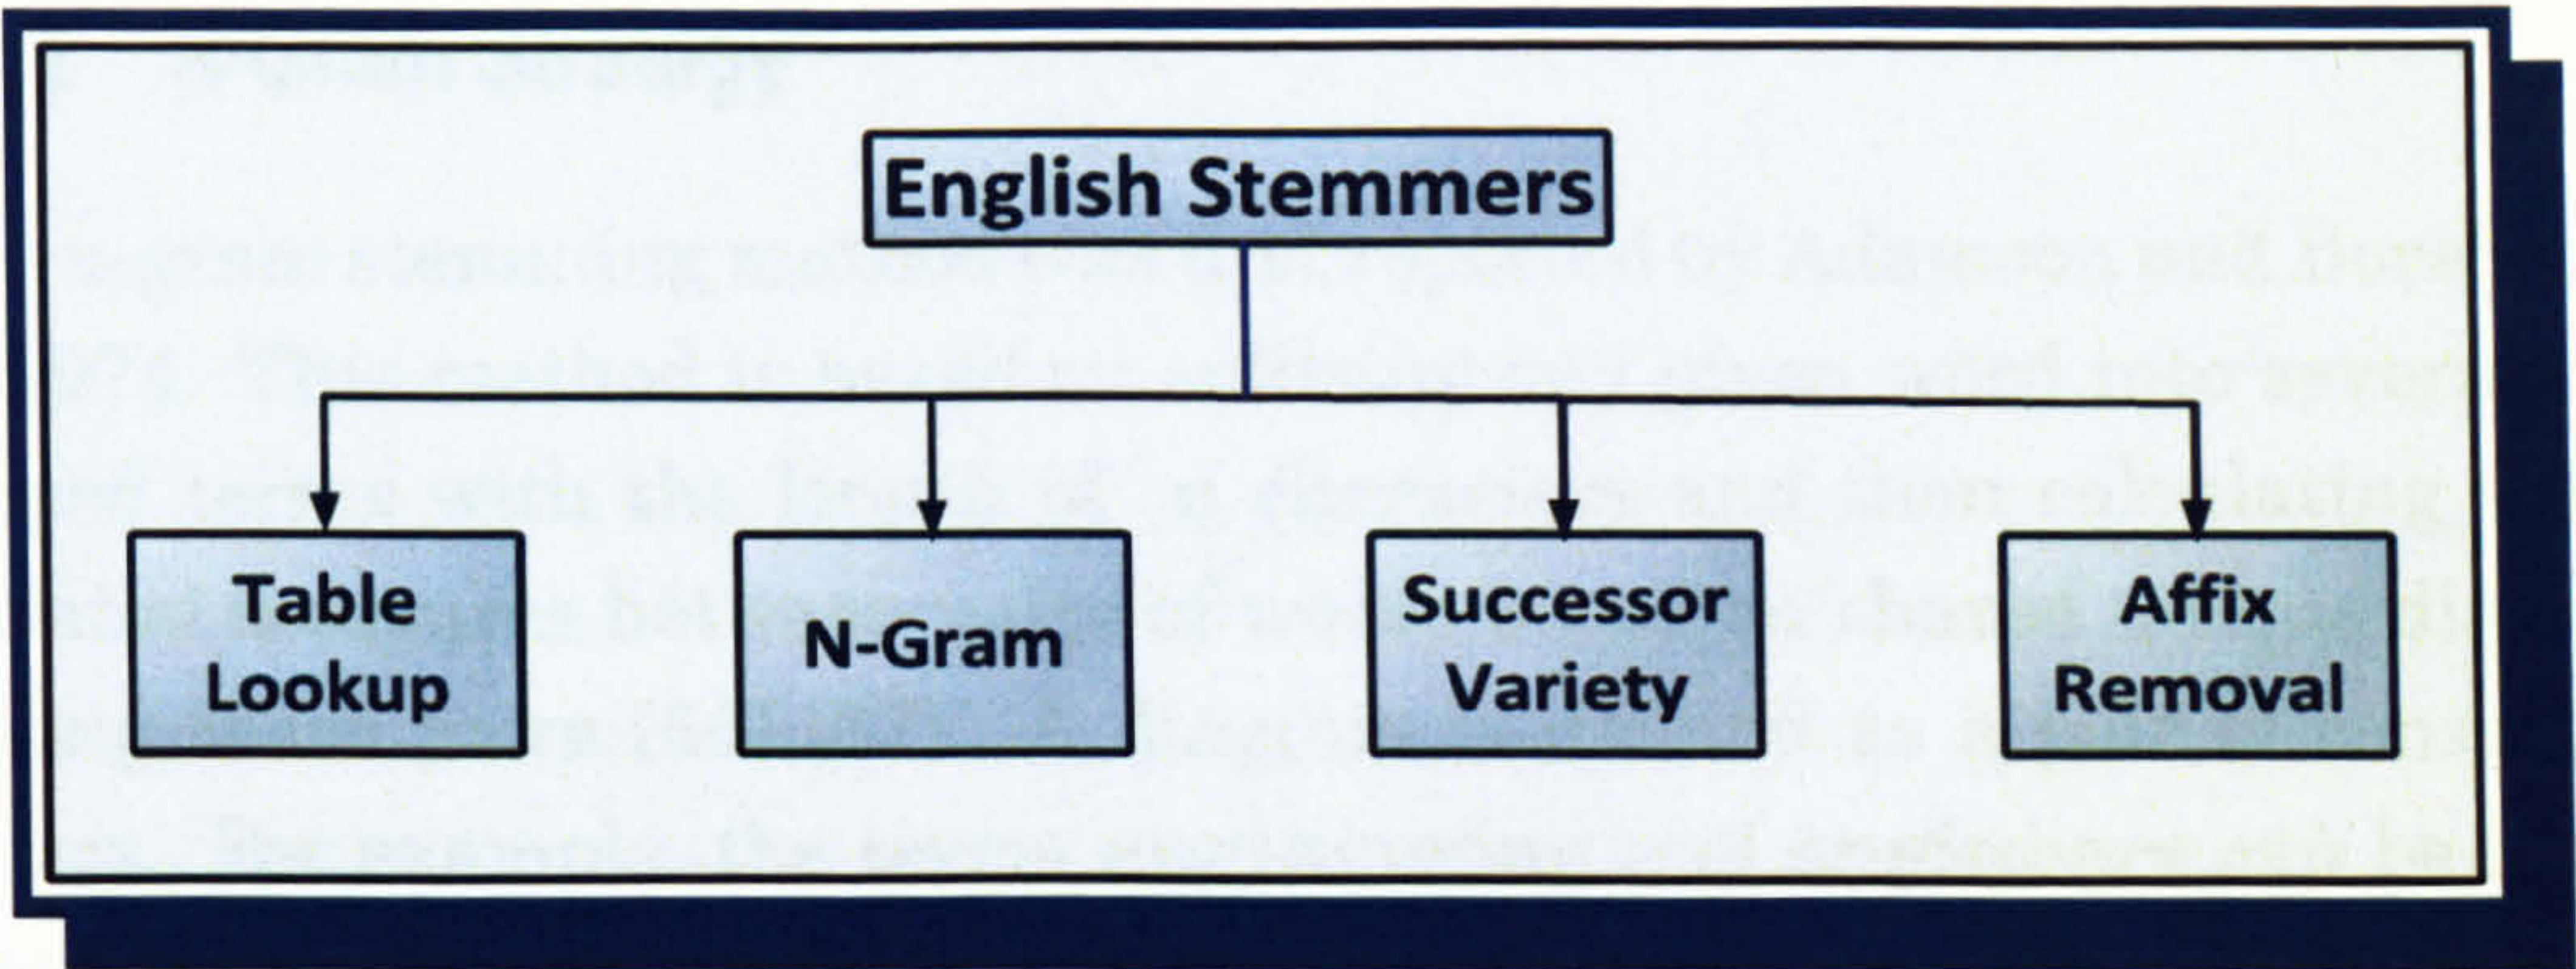 English Stemmers
Table
Lookup
N-Gram
Successor
Variety
Affix
Removal